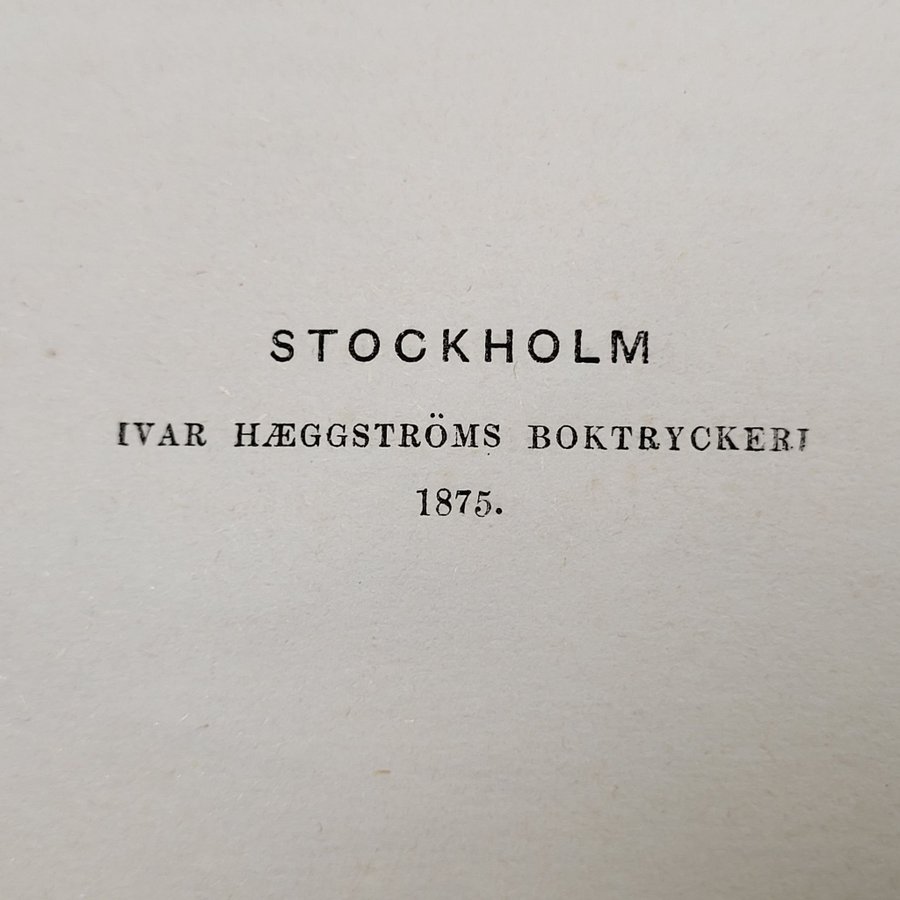 STOCKHOLM
IVAR HÆGGSTRÖMS BOKTRYCKERI
1875.